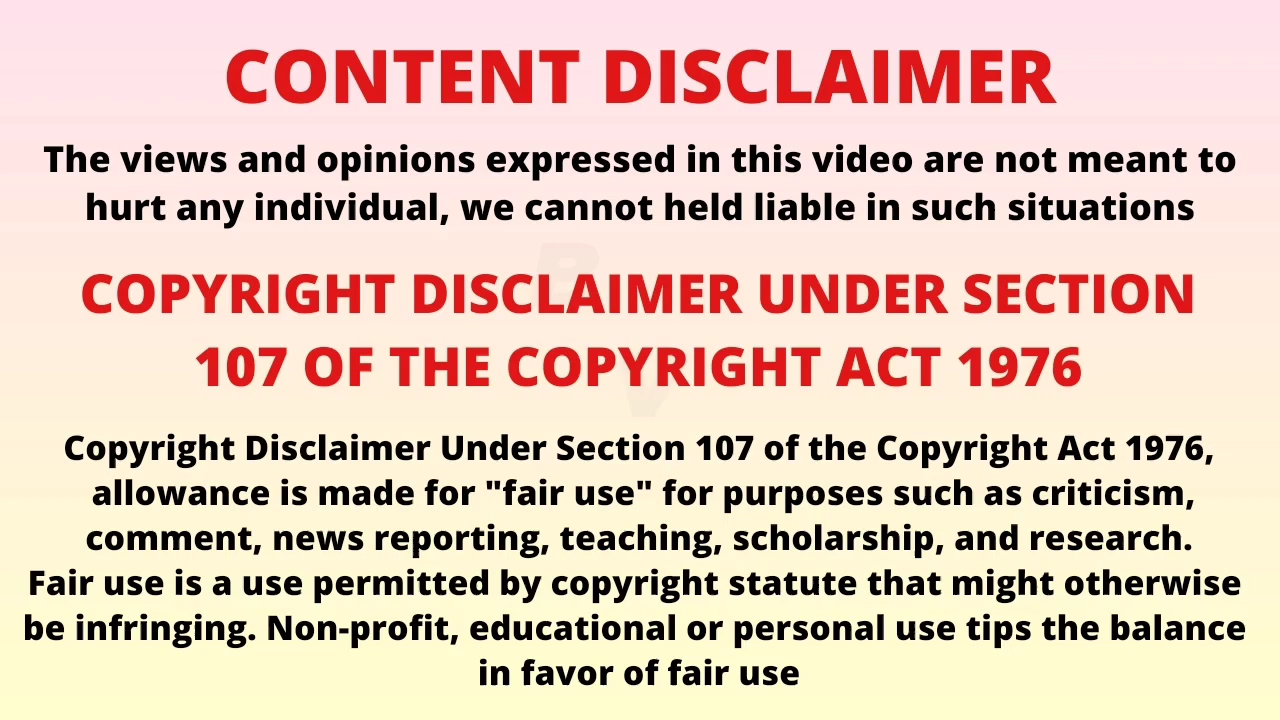 CONTENT DISCLAIMER
The views and opinions expressed in this video are not meant to
hurt any individual, we cannot held liable in such situations
COPYRIGHT DISCLAIMER UNDER SECTION
107 OF THE COPYRIGHT ACT 1976
Copyright Disclaimer Under Section 107 of the Copyright Act 1976,
allowance is made for "fair use" for purposes such as criticism,
comment, news reporting, teaching, scholarship, and research.
Fair use is a use permitted by copyright statute that might otherwise
be infringing. Non-profit, educational or personal use tips the balance
in favor of fair use